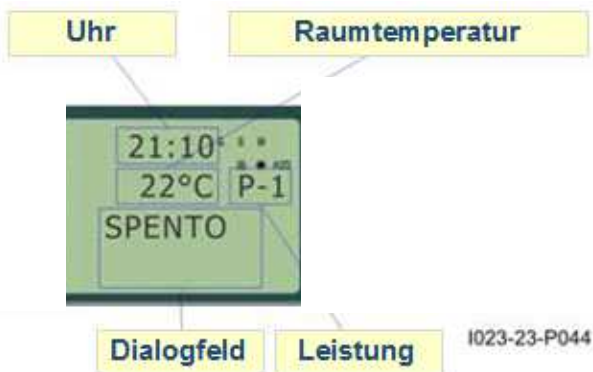 Uhr Raumtemperatur
21:10
22°C P-1
SPENTO
Dialogfeld Leistung I023-23-P044